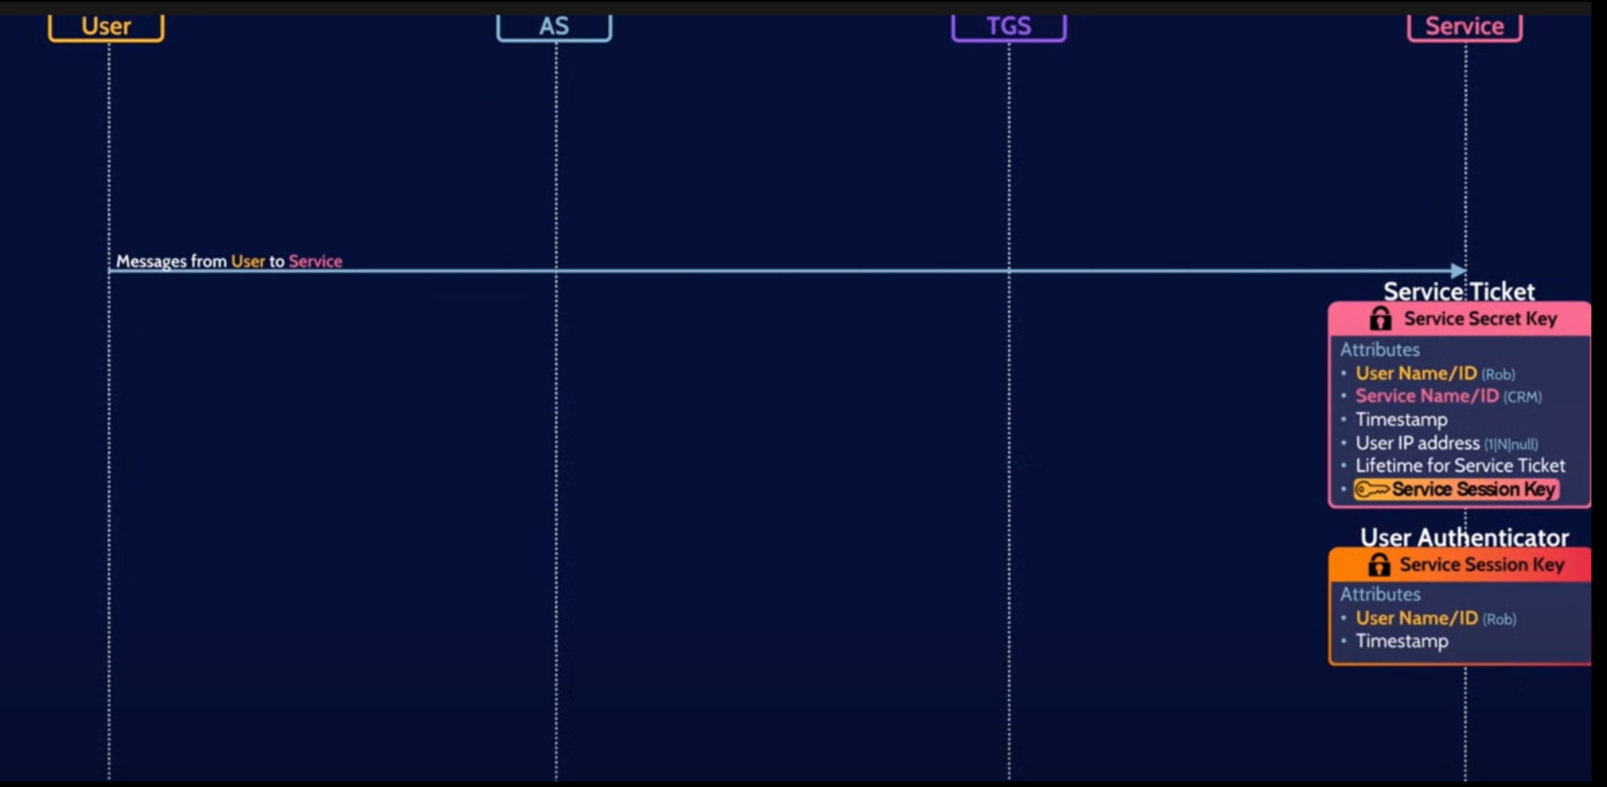 User
AS
TGS
Service
Messages from User to Service
Service Ticket
Service Secret Key
Attributes
• User Name/ID (Rob)
• Service Name/ID (CRM)
• Timestamp
• User IP address (1|N|null)
• Lifetime for Service Ticket
• Service Session Key
User Authenticator
Service Session Key
Attributes
• User Name/ID (Rob)
• Timestamp